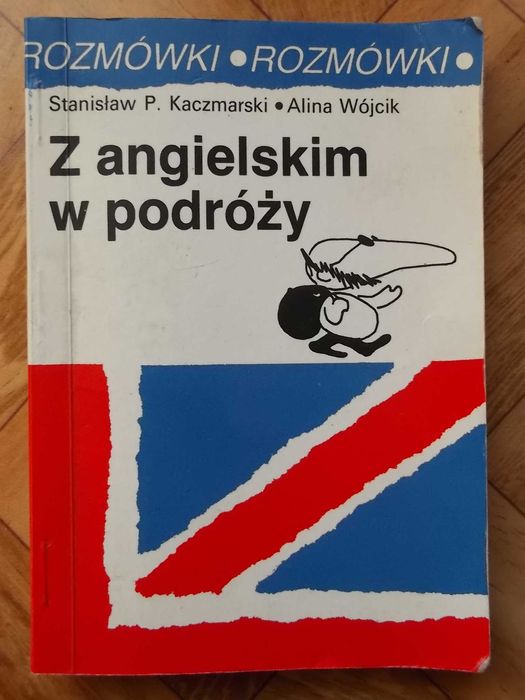 ROZMÓWKI • ROZMÓWKI •
Stanisław P. Kaczmarski • Alina Wójcik
Z angielskim
w podróży